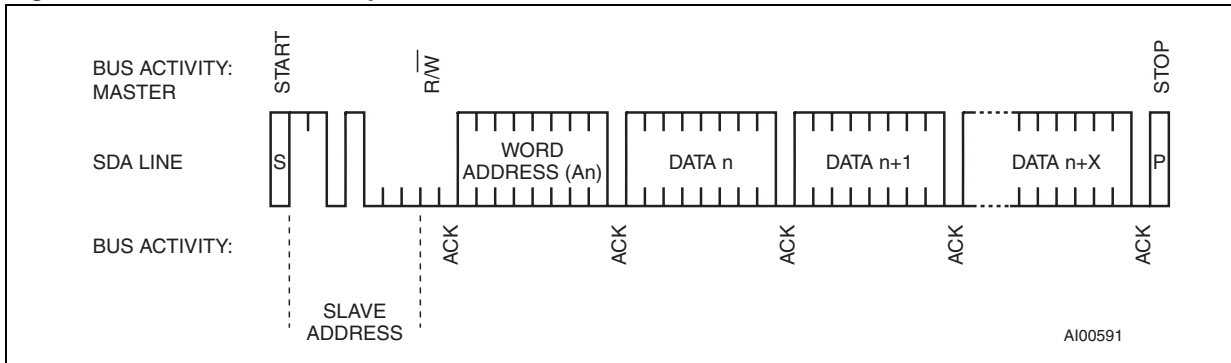 BUS ACTIVITY:
MASTER
START
R/W
STOP
SDA LINE
S
WORD
ADDRESS (An)
DATA n
DATA n+1
DATA n+X
P
BUS ACTIVITY:
ACK
ACK
ACK
ACK
ACK
SLAVE
ADDRESS
AI00591